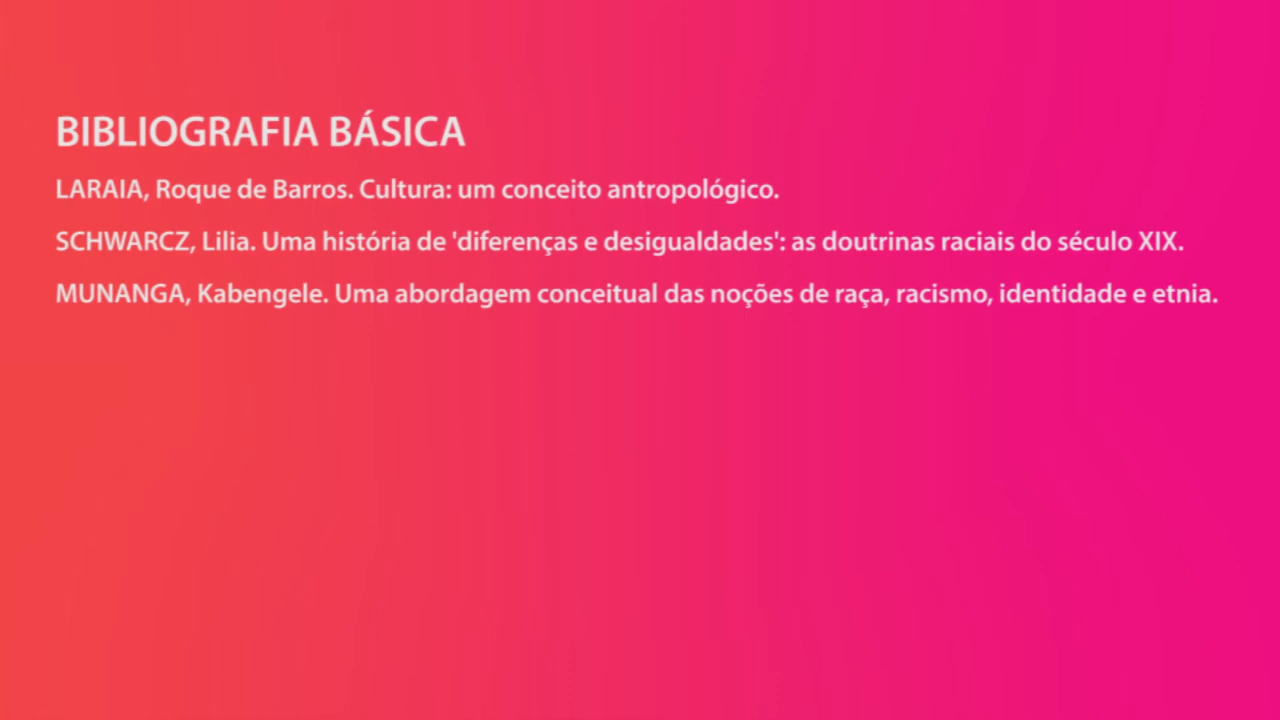 BIBLIOGRAFIA BÁSICA
LARAIA, Roque de Barros. Cultura: um conceito antropológico.
SCHWARCZ, Lilia. Uma história de 'diferenças e desigualdades': as doutrinas raciais do século XIX.
MUNANGA, Kabengele. Uma abordagem conceitual das noções de raça, racismo, identidade e etnia.